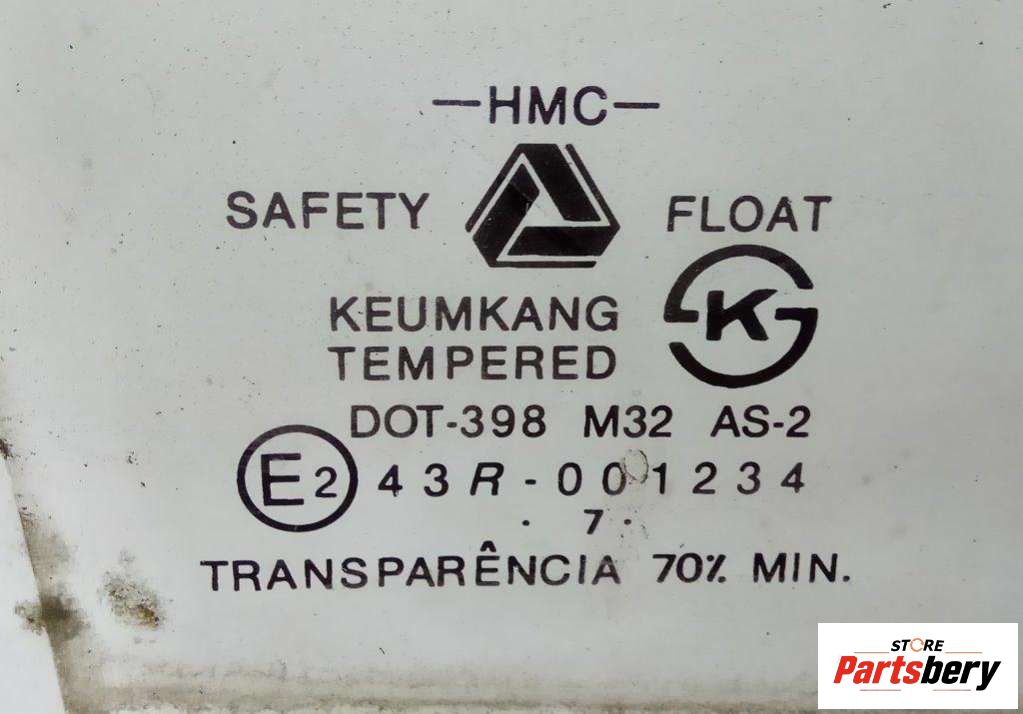 —HMC—
SAFETY FLOAT
KEUMKANG
TEMPERED
K
DOT-398 M32 AS-2
E2 43R-001234
. 7 .
TRANSPARÊNCIA 70% MIN.
STORE
Partsbery